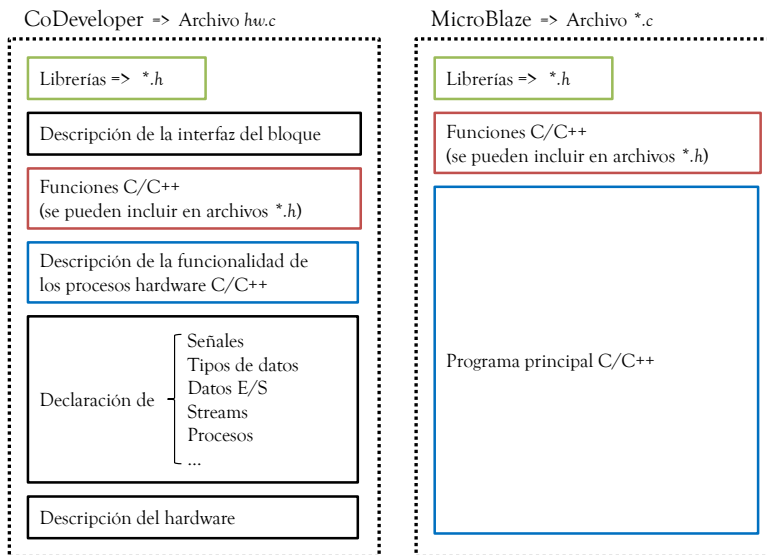 CoDeveloper => Archivo hw.c
Librerías => *.h
Descripción de la interfaz del bloque
Funciones C/C++
(se pueden incluir en archivos *.h)
Descripción de la funcionalidad de
los procesos hardware C/C++
Declaración de
Señales
Tipos de datos
Datos E/S
Streams
Procesos
...
Descripción del hardware
MicroBlaze => Archivo *.c
Librerías => *.h
Funciones C/C++
(se pueden incluir en archivos *.h)
Programa principal C/C++